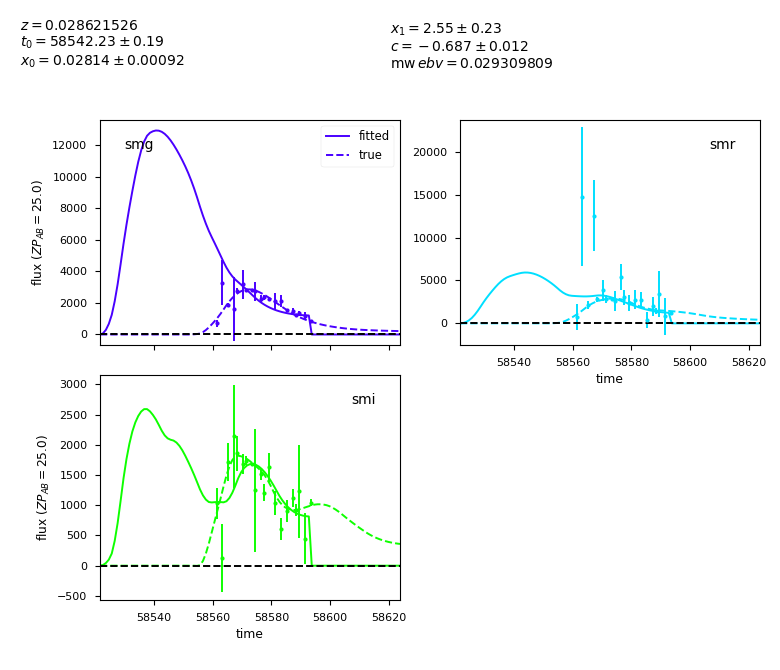 z = 0.028621526
t₀ = 58542.23 ± 0.19
x₀ = 0.02814 ± 0.00092
x₁ = 2.55 ± 0.23
c = −0.687 ± 0.012
mw ebv = 0.029309809
smg
fitted
true
12000
10000
8000
6000
4000
2000
0
flux (ZP_AB = 25.0)
smr
20000
15000
10000
5000
0
58540 58560 58580 58600 58620
time
smi
3000
2500
2000
1500
1000
500
0
−500
flux (ZP_AB = 25.0)
58540 58560 58580 58600 58620
time